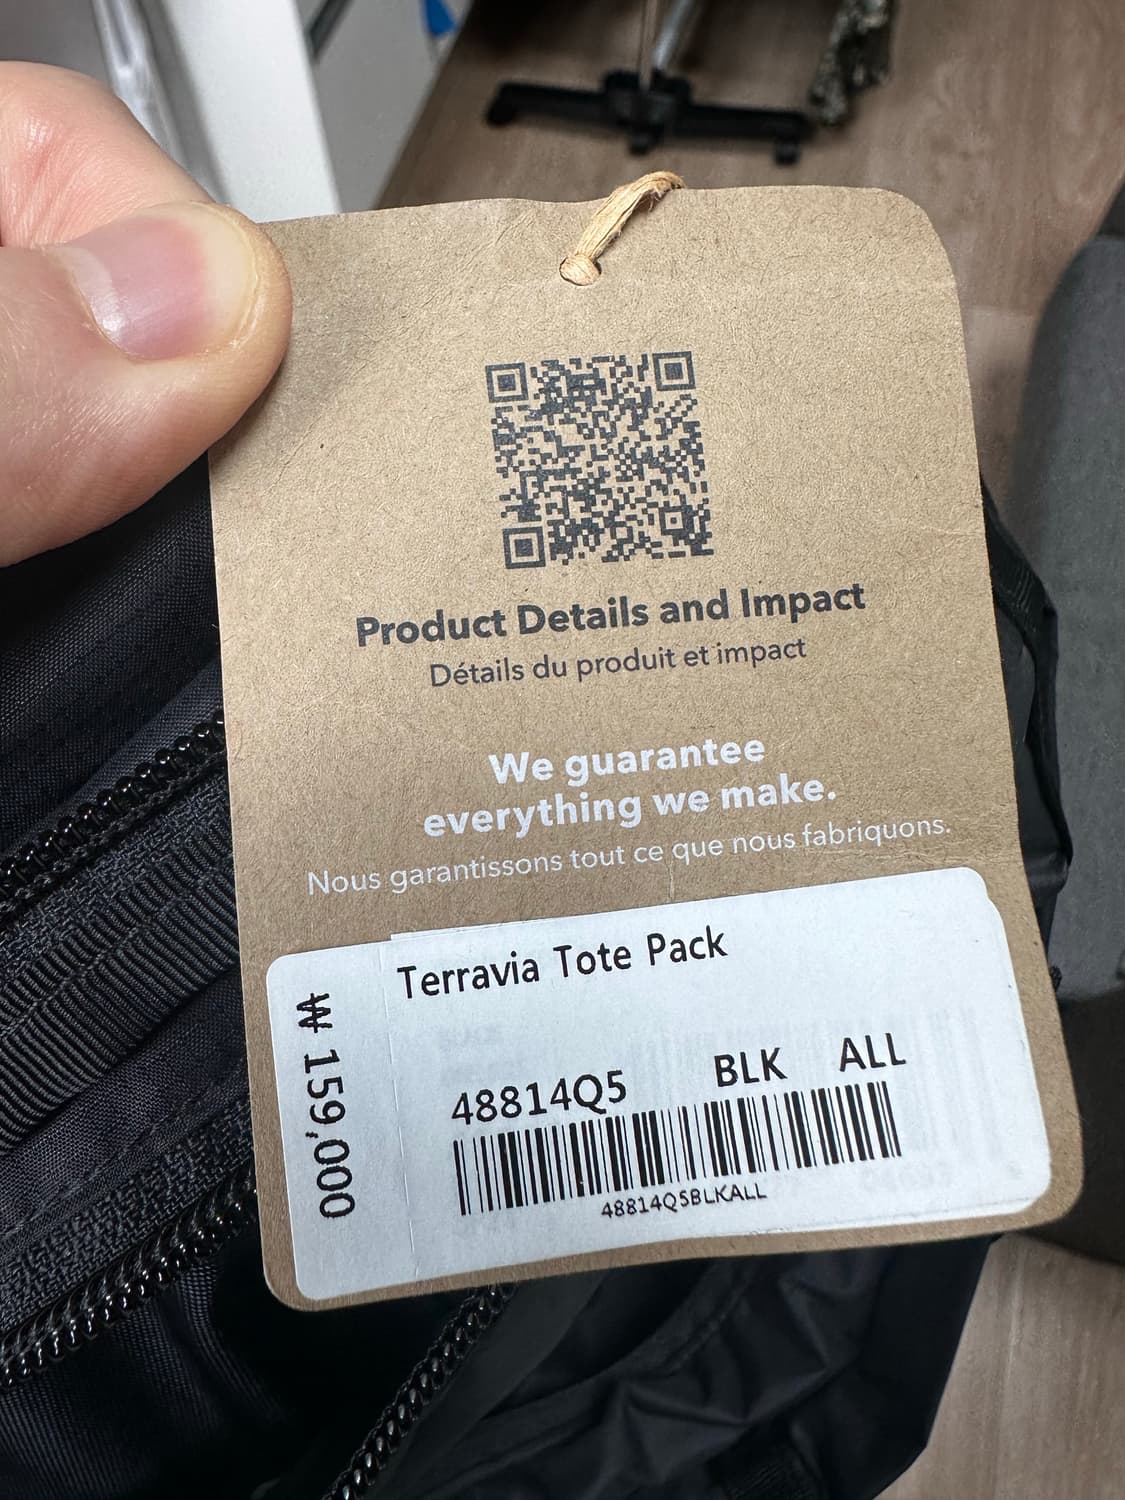 Product Details and Impact
Détails du produit et impact
We guarantee
everything we make.
Nous garantissons tout ce que nous fabriquons.
Terravia Tote Pack
₩ 159,000
48814Q5 BLK ALL
48814Q5BLKALL